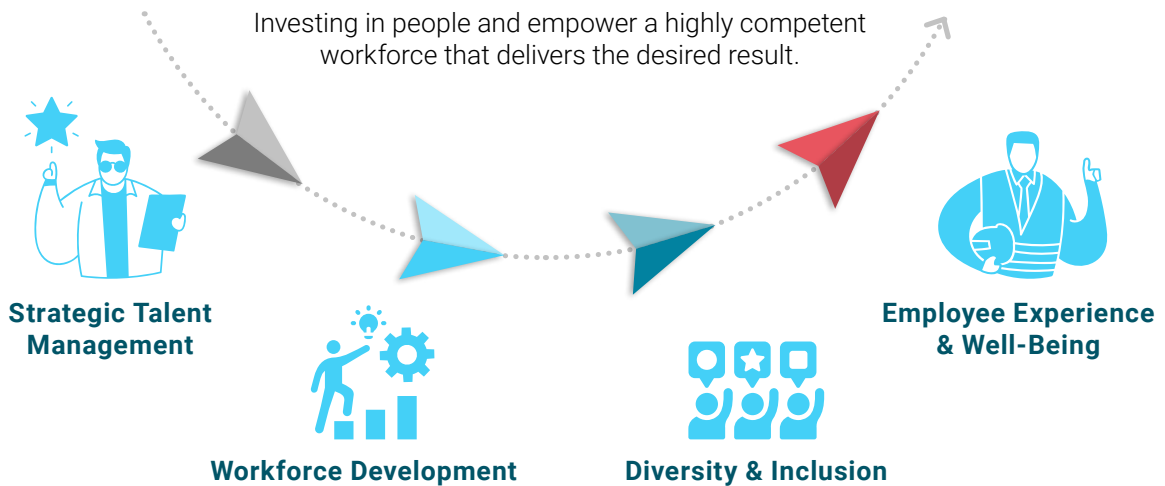 Investing in people and empower a highly competent
workforce that delivers the desired result.
Strategic Talent
Management
Workforce Development
Diversity & Inclusion
Employee Experience
& Well-Being